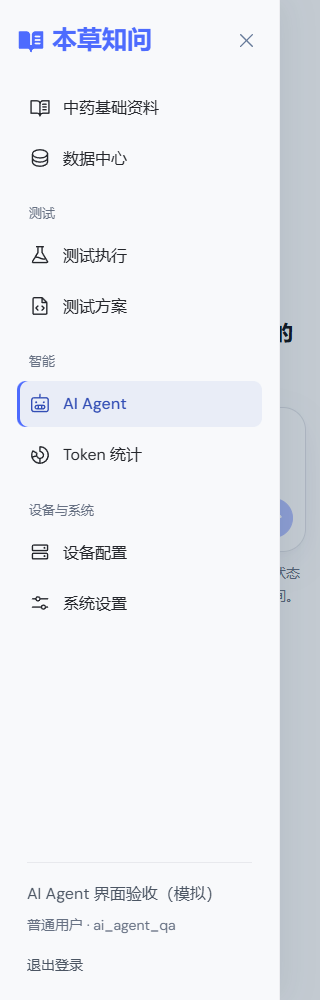 本草知问
中药基础资料
数据中心
测试
测试执行
测试方案
智能
AI Agent
Token 统计
设备与系统
设备配置
系统设置
AI Agent 界面验收（模拟）
普通用户 · ai_agent_qa
退出登录
的
状态